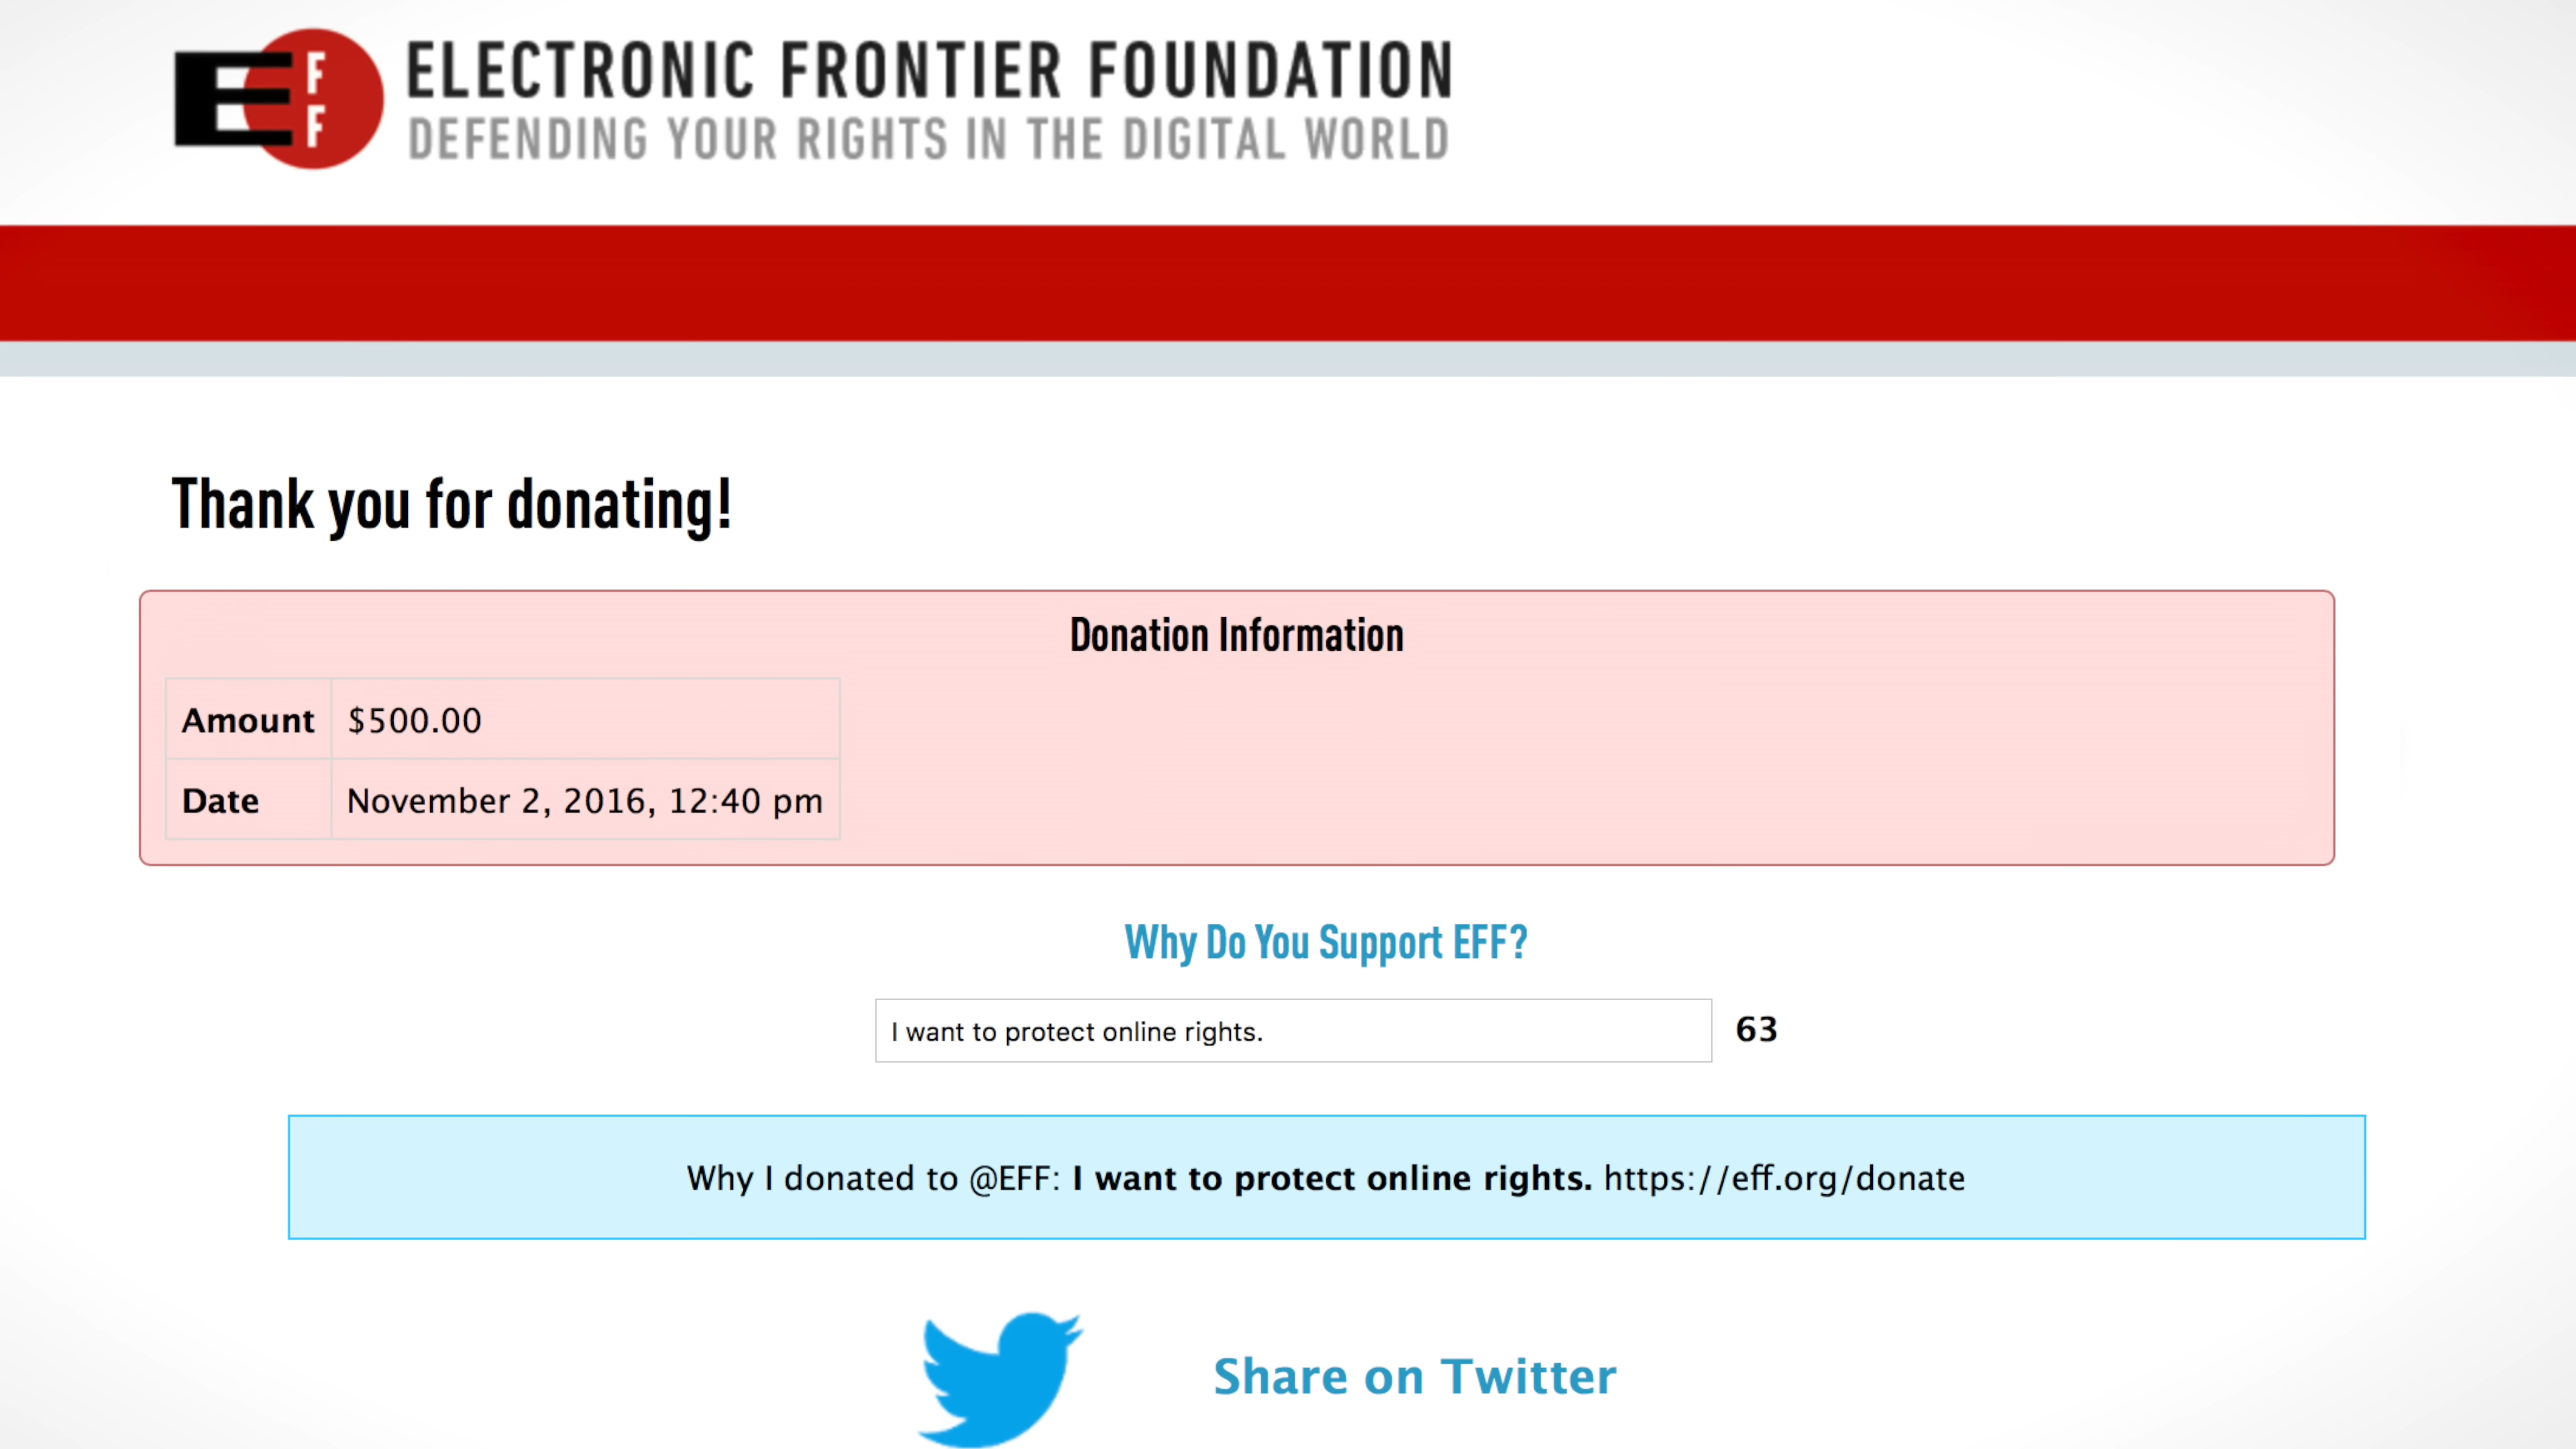 EFF
ELECTRONIC FRONTIER FOUNDATION
DEFENDING YOUR RIGHTS IN THE DIGITAL WORLD
Thank you for donating!
Donation Information
Amount $500.00
Date November 2, 2016, 12:40 pm
Why Do You Support EFF?
I want to protect online rights. 63
Why I donated to @EFF: I want to protect online rights. https://eff.org/donate
Share on Twitter